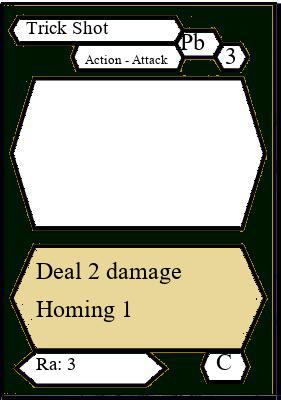 Trick Shot
Pb
Action - Attack
3
Deal 2 damage
Homing 1
Ra: 3
C